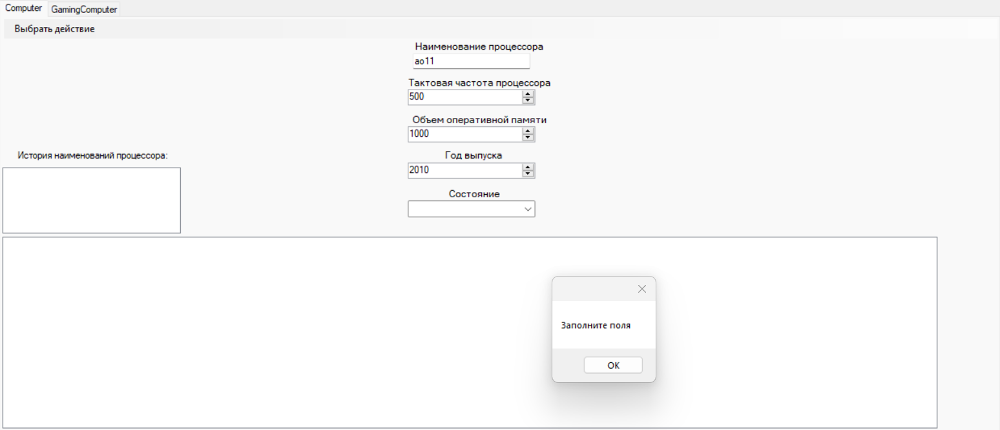 Computer GamingComputer
Выбрать действие
Наименование процессора
ao11
Тактовая частота процессора
500
Объем оперативной памяти
1000
История наименований процессора:
Год выпуска
2010
Состояние
Заполните поля
OK